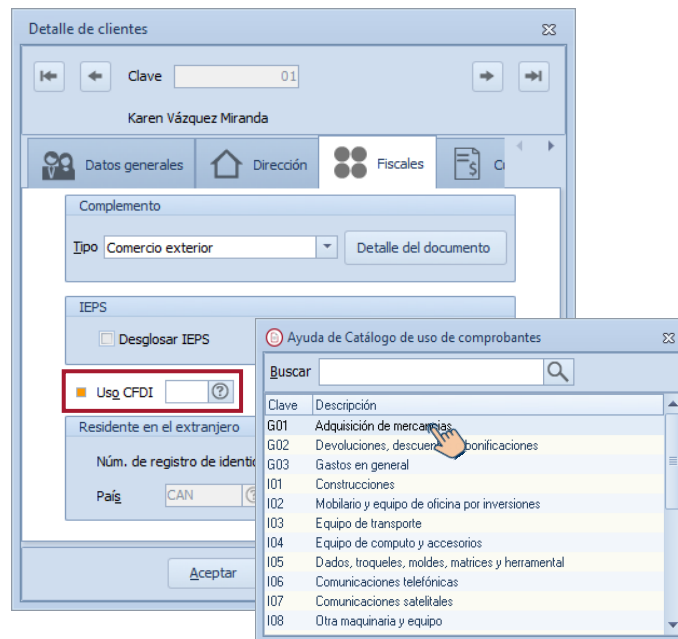 Detalle de clientes
Clave 01
Karen Vázquez Miranda
Datos generales Dirección Fiscales
Complemento
Tipo Comercio exterior Detalle del documento
IEPS
Desglosar IEPS
Uso CFDI
Residente en el extranjero
Núm. de registro de
País CAN
Aceptar
Ayuda de Catálogo de uso de comprobantes
Buscar
Clave Descripción
G01 Adquisición de mercancias
G02 Devoluciones, bonificaciones
G03 Gastos en general
I01 Construcciones
I02 Mobilario y equipo de oficina por inversiones
I03 Equipo de transporte
I04 Equipo de computo y accesorios
I05 Dados, troqueles, moldes, matrices y herramental
I06 Comunicaciones telefónicas
I07 Comunicaciones satelitales
I08 Otra maquinaria y equipo